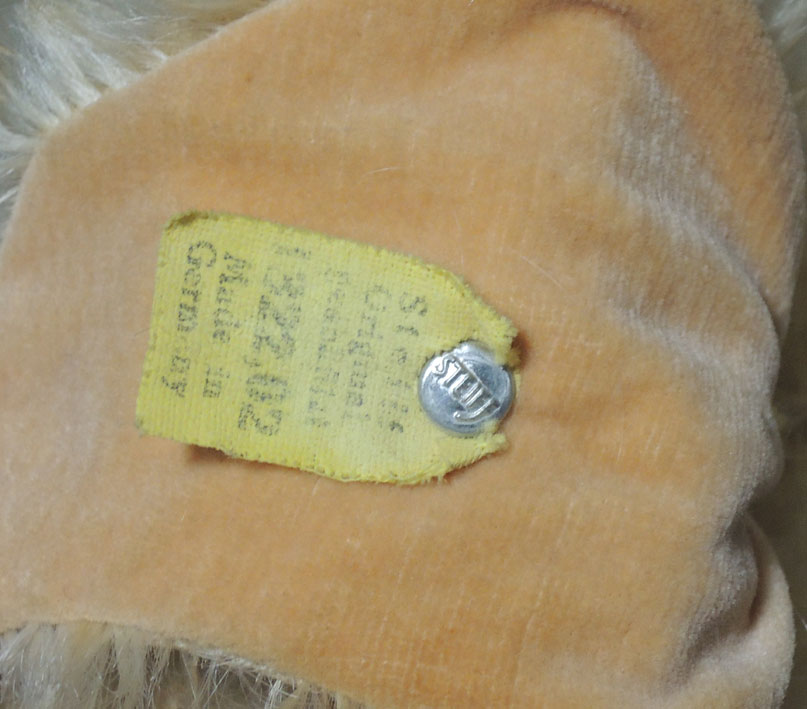 Steiff
Original
1322,02
Made in
Germany
Steiff